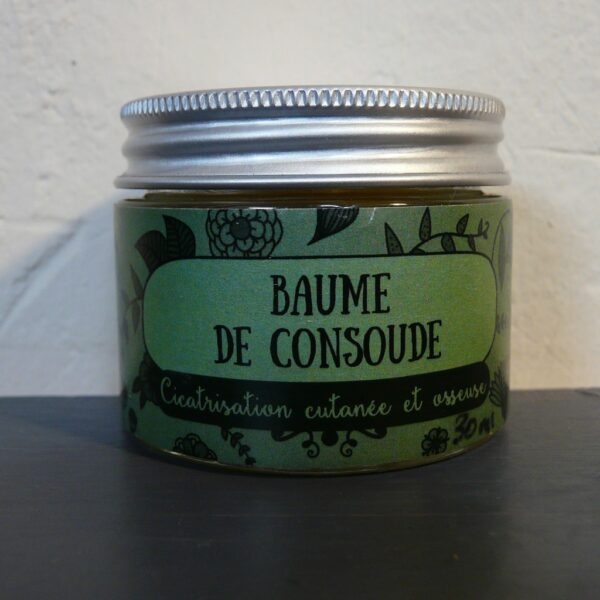 BAUME
DE CONSOUDE
Cicatrisation cutanée et osseuse
30 ml